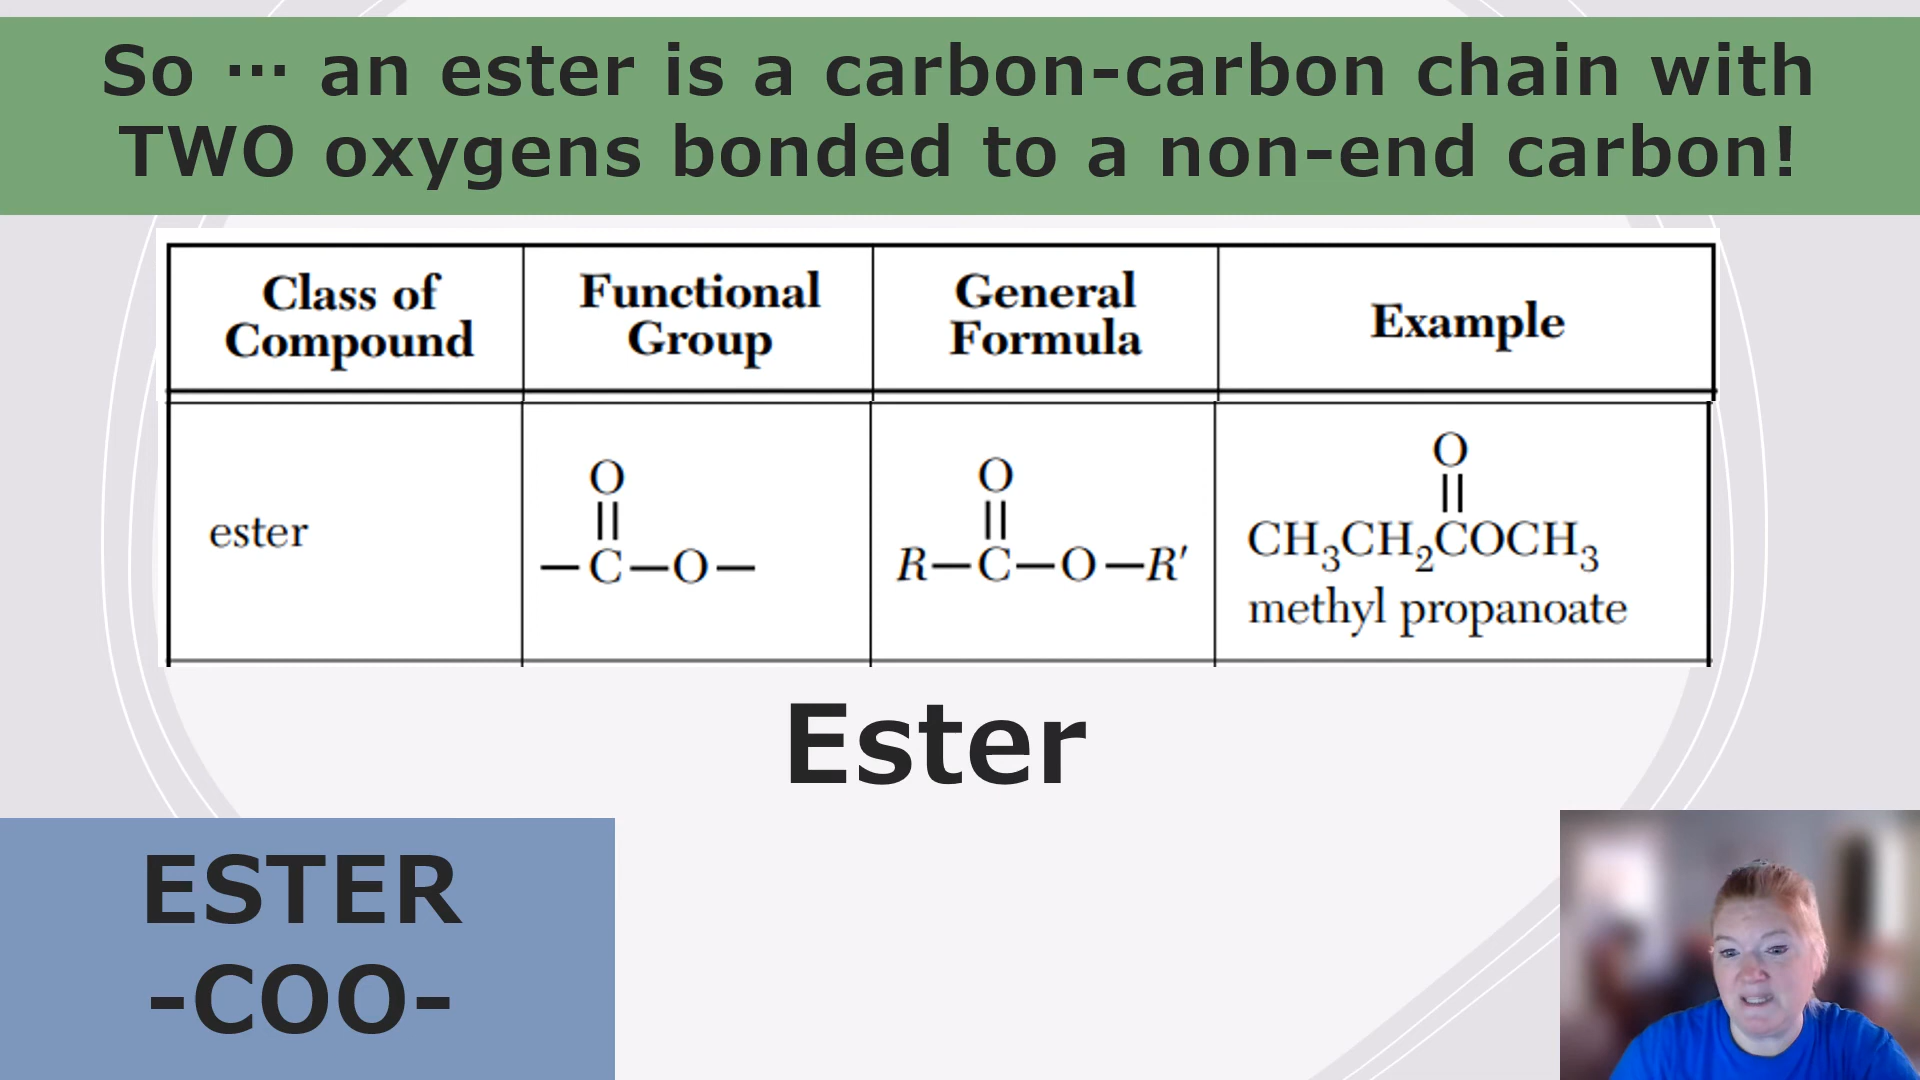 So ··· an ester is a carbon-carbon chain with
TWO oxygens bonded to a non-end carbon!
Class of
Compound
Functional
Group
General
Formula
Example
ester
O
||
—C—O—
O
||
R—C—O—R′
O
||
CH₃CH₂COCH₃
methyl propanoate
Ester
ESTER
-COO-